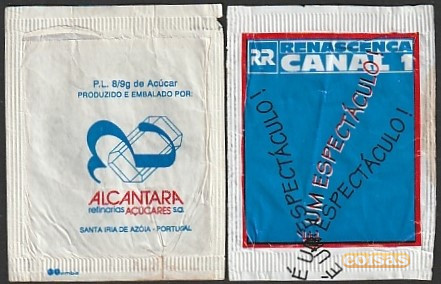 P.L. 8/9g de Açúcar
PRODUZIDO E EMBALADO POR:
ALCANTARA
refinarias AÇÚCARES s.a.
SANTA IRIA DE AZÓIA - PORTUGAL
RR RENASCENÇA
CANAL 1
É UM ESPECTÁCULO!
É UM ESPECTÁCULO!
É UM ESPECTÁCULO!
coisas